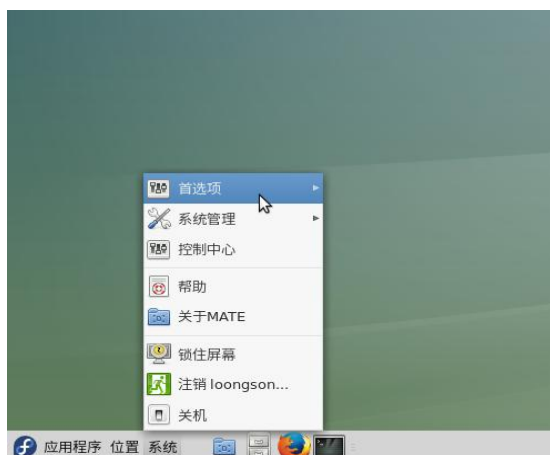 首选项
系统管理
控制中心
帮助
关于MATE
锁住屏幕
注销 loongson...
关机
应用程序 位置 系统